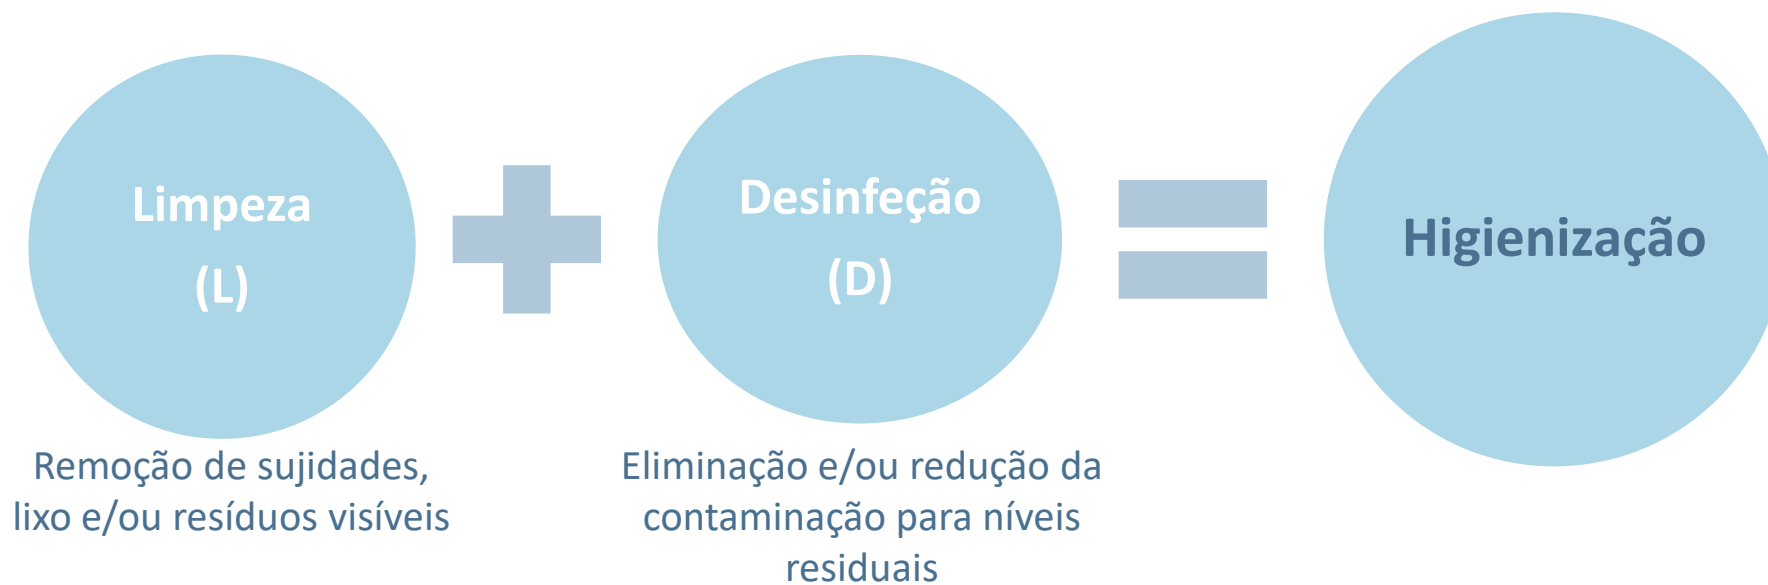 Limpeza
(L)
Remoção de sujidades,
lixo e/ou resíduos visíveis
Desinfeção
(D)
Eliminação e/ou redução da
contaminação para níveis
residuais
Higienização